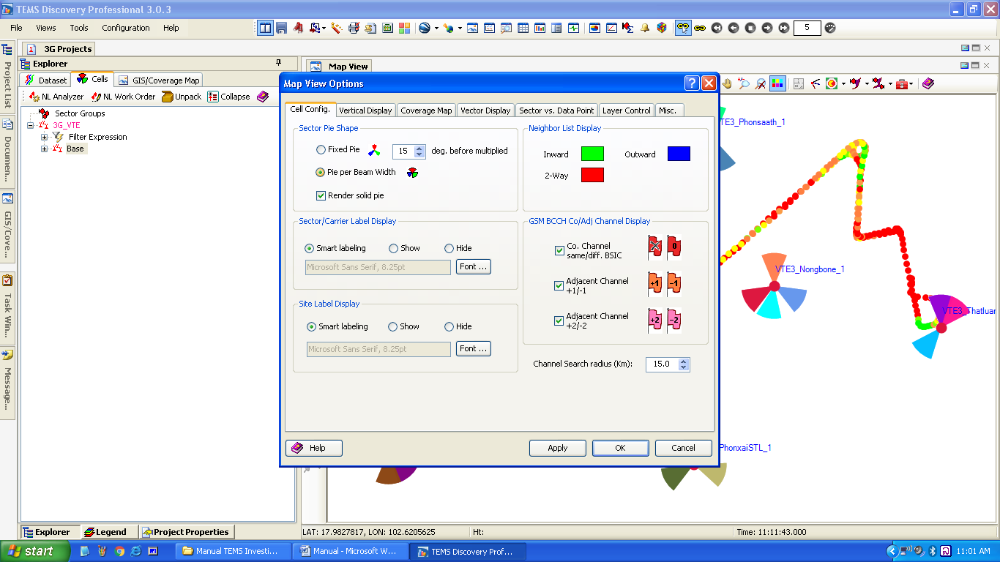 TEMS Discovery Professional 3.0.3
File Views Tools Configuration Help
5
3G Projects
Explorer
Map View
Dataset Cells GIS/Coverage Map
NL Analyzer NL Work Order Unpack Collapse
Sector Groups
3G_VTE
Filter Expression
Base
Project List
Documen...
GIS/Cove...
Task Win...
Message...
Map View Options
Cell Config. Vertical Display Coverage Map Vector Display Sector vs. Data Point Layer Control Misc.
Sector Pie Shape
Fixed Pie 15 deg. before multiplied
Pie per Beam Width
Render solid pie
Neighbor List Display
Inward Outward
2-Way
Sector/Carrier Label Display
Smart labeling Show Hide
Microsoft Sans Serif, 8.25pt Font ...
Site Label Display
Smart labeling Show Hide
Microsoft Sans Serif, 8.25pt Font ...
GSM BCCH Co/Adj Channel Display
Co. Channel
same/diff. BSIC
0
Adjacent Channel
+1/-1
+1 -1
Adjacent Channel
+2/-2
+2 -2
Channel Search radius (Km): 15.0
Help Apply OK Cancel
TE3_Phonsaath_1
VTE3_Nongbone_1
VTE3_Thatluar
PhonxaiSTL_1
Explorer Legend Project Properties
LAT: 17.9827817, LON: 102.6205625 Ht: Time: 11:11:43.000
start Manual TEMS Investi... Manual - Microsoft W... TEMS Discovery Prof... 11:01 AM